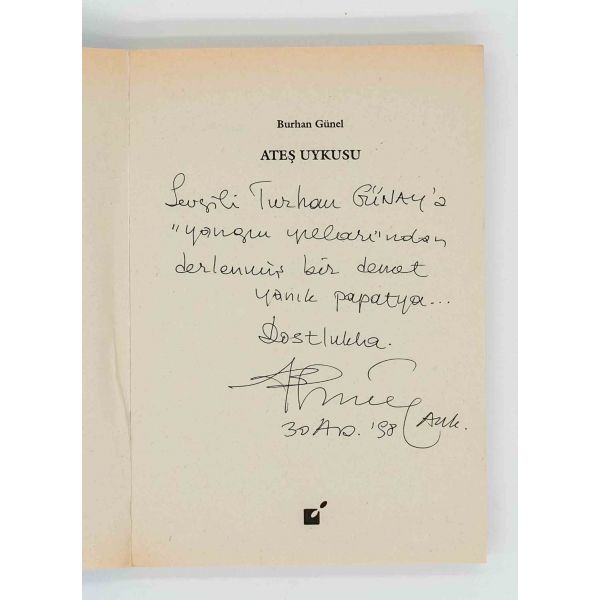 Burhan Günel
ATEŞ UYKUSU
Sevgili Turhan GÜNAY'a
"yangın yılları"ndan
derlenmiş bir demet
yanık papatya...
Dostlukla.
30 Ara. '98 Ank.